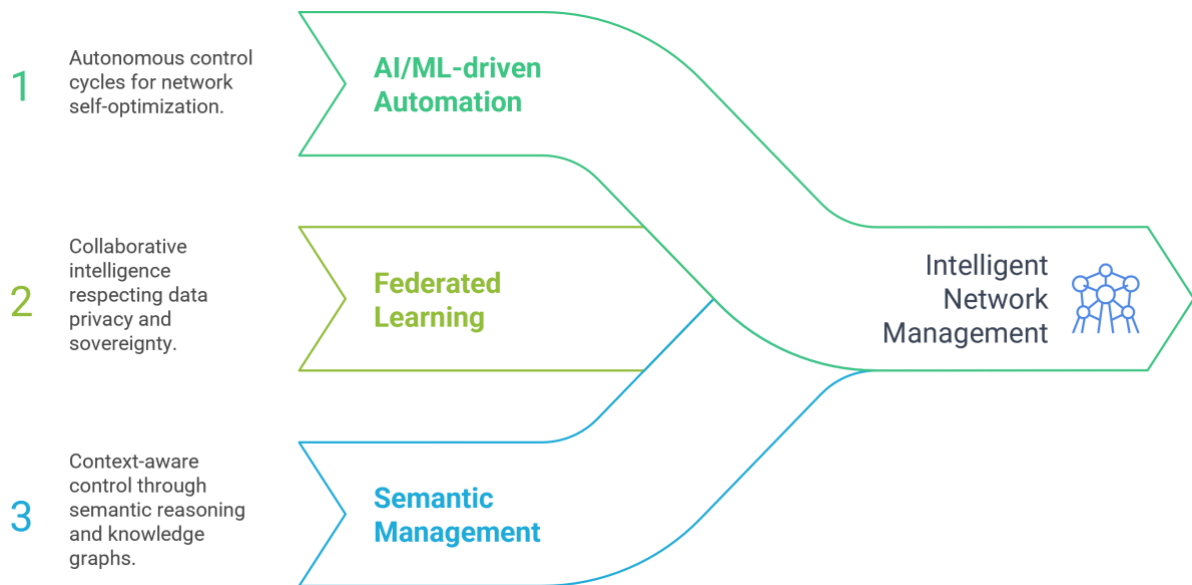 1
Autonomous control
cycles for network
self-optimization.
AI/ML-driven
Automation
2
Collaborative
intelligence
respecting data
privacy and
sovereignty.
Federated
Learning
3
Context-aware
control through
semantic reasoning
and knowledge
graphs.
Semantic
Management
Intelligent
Network
Management